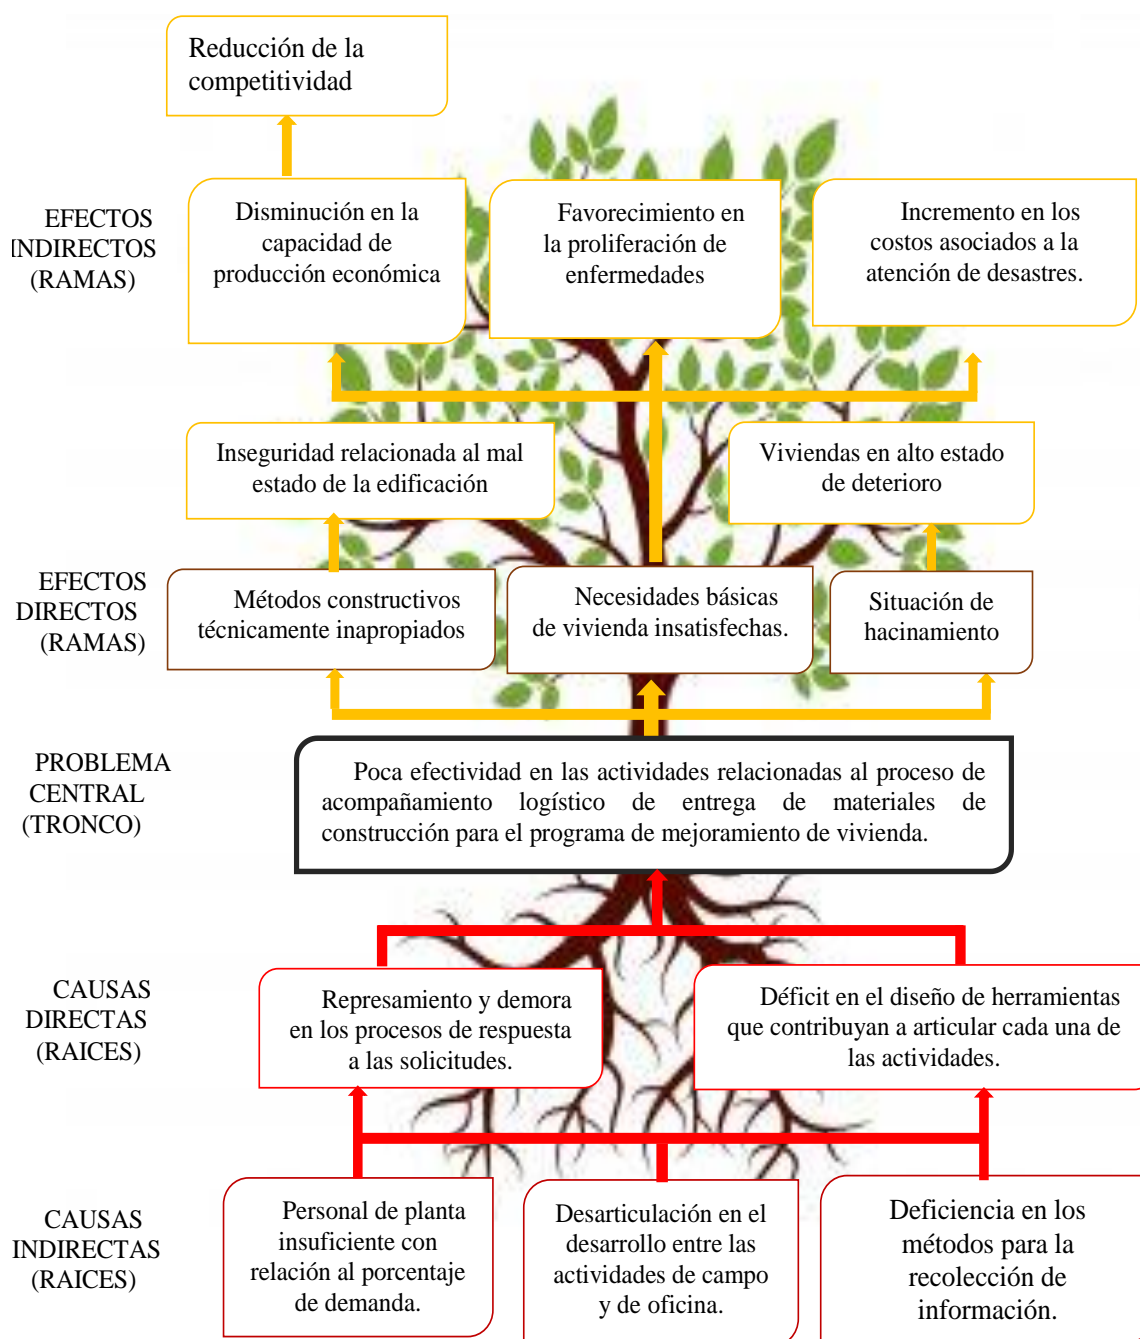 Reducción de la
competitividad
EFECTOS
INDIRECTOS
(RAMAS)
Disminución en la
capacidad de
producción económica
Favorecimiento en
la proliferación de
enfermedades
Incremento en los
costos asociados a la
atención de desastres.
Inseguridad relacionada al mal
estado de la edificación
Viviendas en alto estado
de deterioro
EFECTOS
DIRECTOS
(RAMAS)
Métodos constructivos
técnicamente inapropiados
Necesidades básicas
de vivienda insatisfechas.
Situación de
hacinamiento
PROBLEMA
CENTRAL
(TRONCO)
Poca efectividad en las actividades relacionadas al proceso de
acompañamiento logístico de entrega de materiales de
construcción para el programa de mejoramiento de vivienda.
CAUSAS
DIRECTAS
(RAICES)
Represamiento y demora
en los procesos de respuesta
a las solicitudes.
Déficit en el diseño de herramientas
que contribuyan a articular cada una de
las actividades.
CAUSAS
INDIRECTAS
(RAICES)
Personal de planta
insuficiente con
relación al porcentaje
de demanda.
Desarticulación en el
desarrollo entre las
actividades de campo
y de oficina.
Deficiencia en los
métodos para la
recolección de
información.